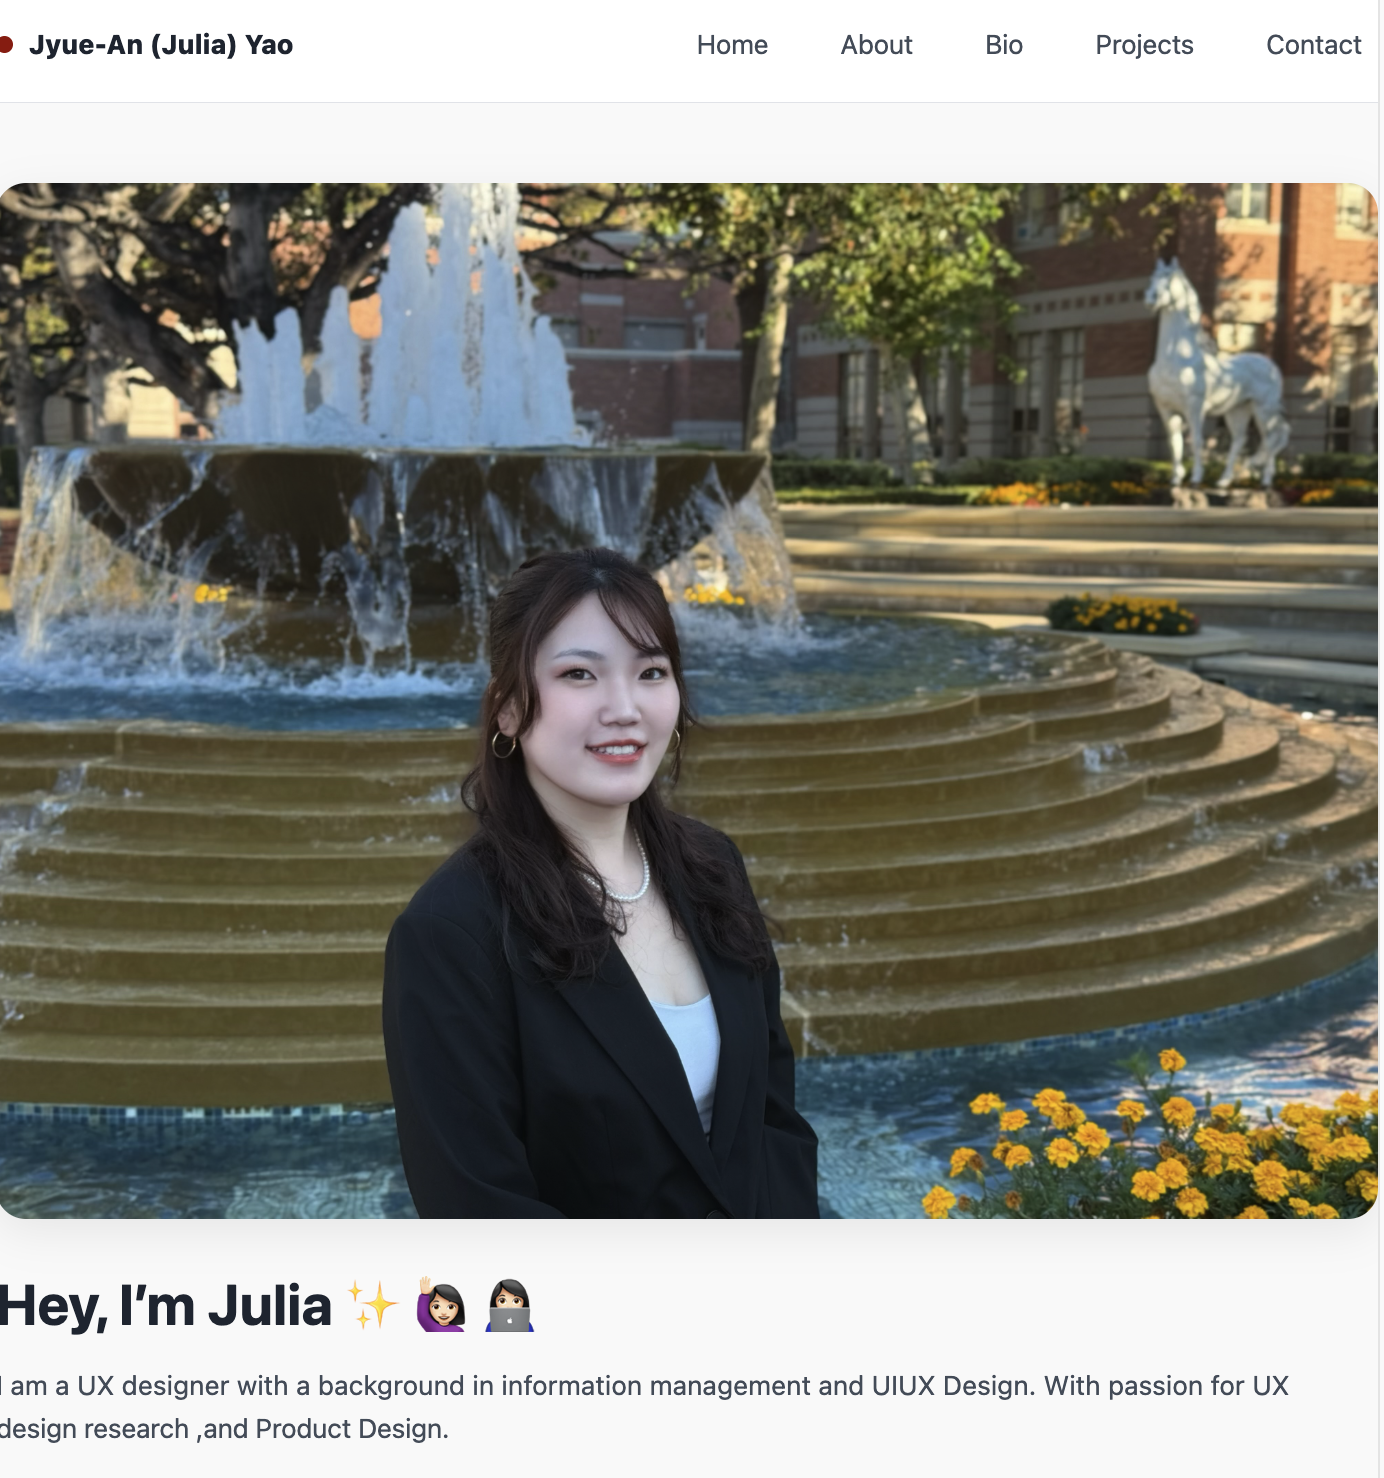 Jyue-An (Julia) Yao
Home About Bio Projects Contact
Hey, I’m Julia ✨ 🙋🏻‍♀️ 👩🏻‍💻
I am a UX designer with a background in information management and UIUX Design. With passion for UX
design research ,and Product Design.